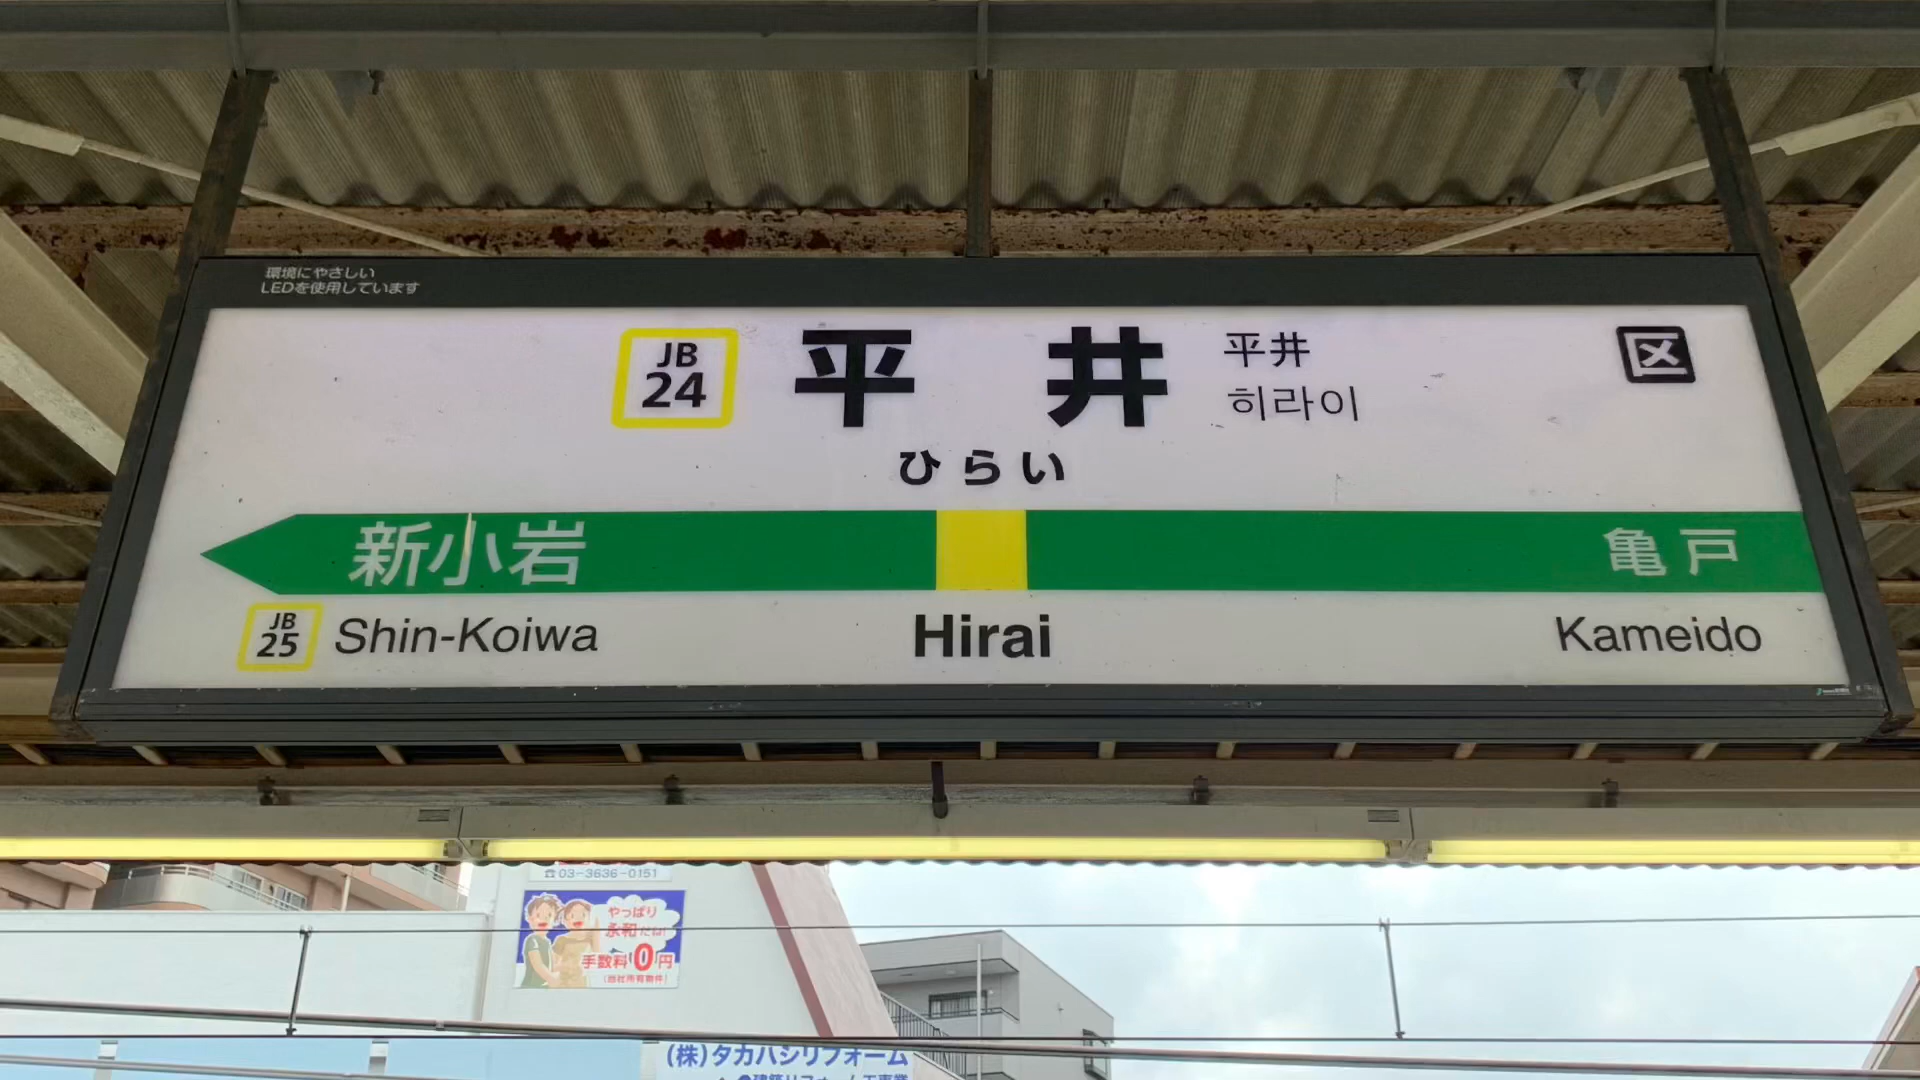 環境にやさしい
LEDを使用しています
JB
24
平井
平井
히라이
区
ひらい
新小岩
亀戸
JB
25
Shin-Koiwa
Hirai
Kameido
☎03-3636-0151
やっぱり
永和だね!
手数料0円
(当社所有物件)
(株)タカハシリフォーム